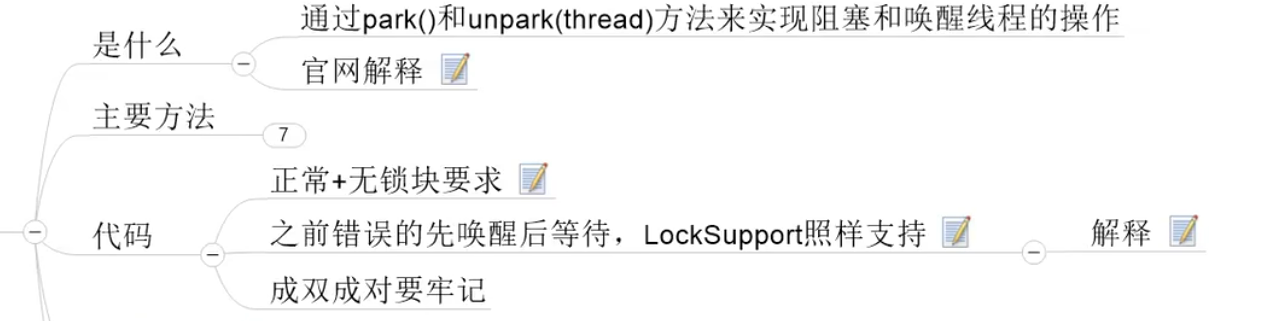 是什么
通过park()和unpark(thread)方法来实现阻塞和唤醒线程的操作
官网解释
主要方法
7
代码
正常+无锁块要求
之前错误的先唤醒后等待，LockSupport照样支持
解释
成双成对要牢记